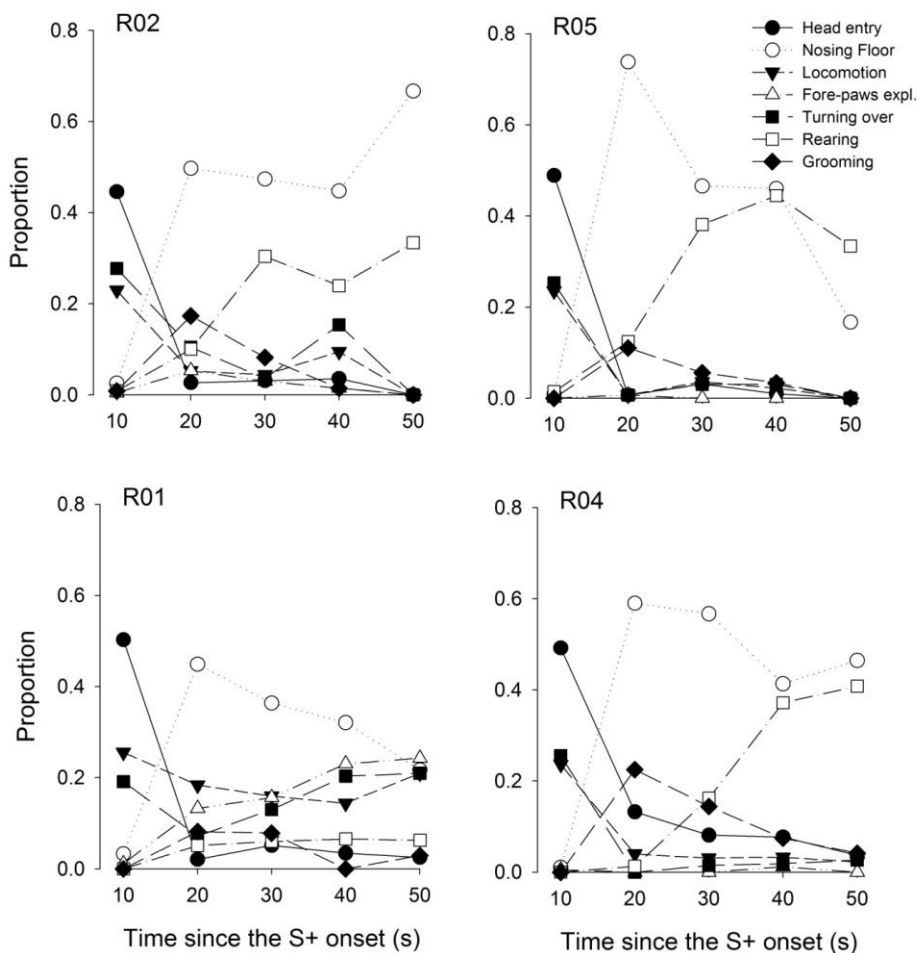 R02
R05
Head entry
Nosing Floor
Locomotion
Fore-paws expl.
Turning over
Rearing
Grooming
Proportion
0.8
0.6
0.4
0.2
0.0
10 20 30 40 50
0.8
0.6
0.4
0.2
0.0
10 20 30 40 50
R01
R04
Proportion
0.8
0.6
0.4
0.2
0.0
10 20 30 40 50
Time since the S+ onset (s)
0.8
0.6
0.4
0.2
0.0
10 20 30 40 50
Time since the S+ onset (s)